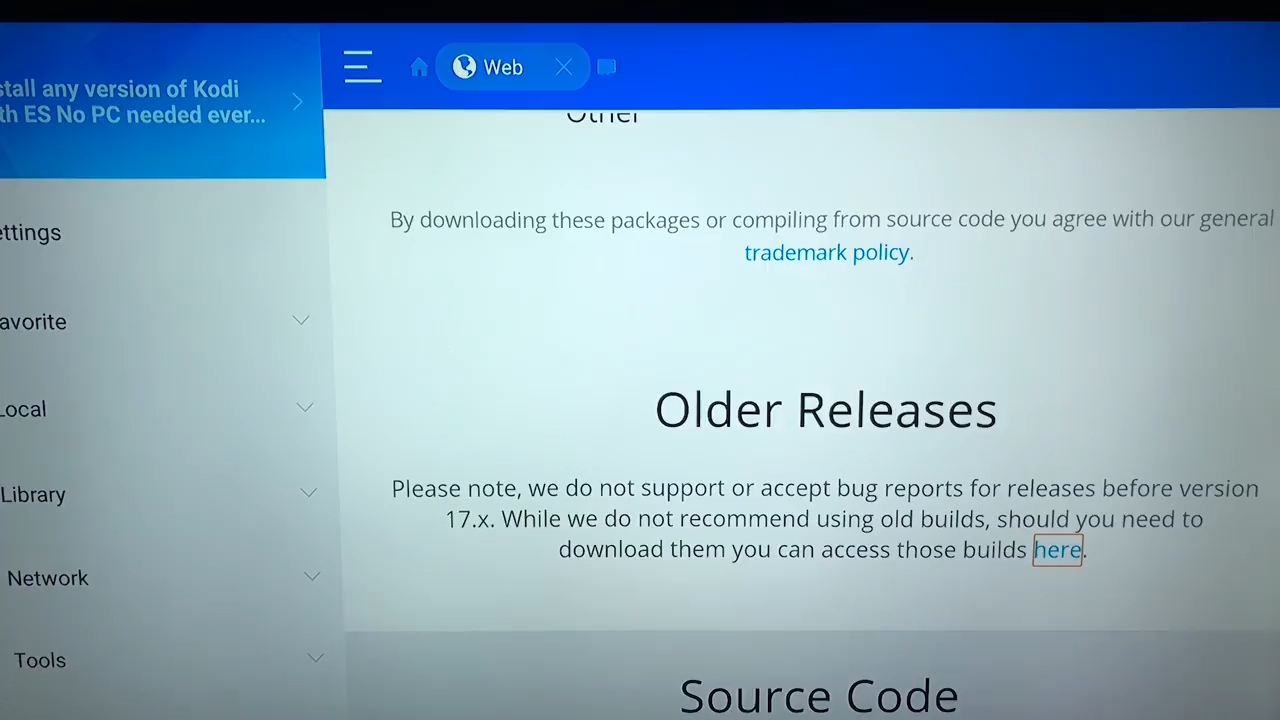 stall any version of Kodi
th ES No PC needed ever...
Web
Other
ettings
avorite
Local
Library
Network
Tools
By downloading these packages or compiling from source code you agree with our general
trademark policy.
Older Releases
Please note, we do not support or accept bug reports for releases before version
17.x. While we do not recommend using old builds, should you need to
download them you can access those builds here.
Source Code